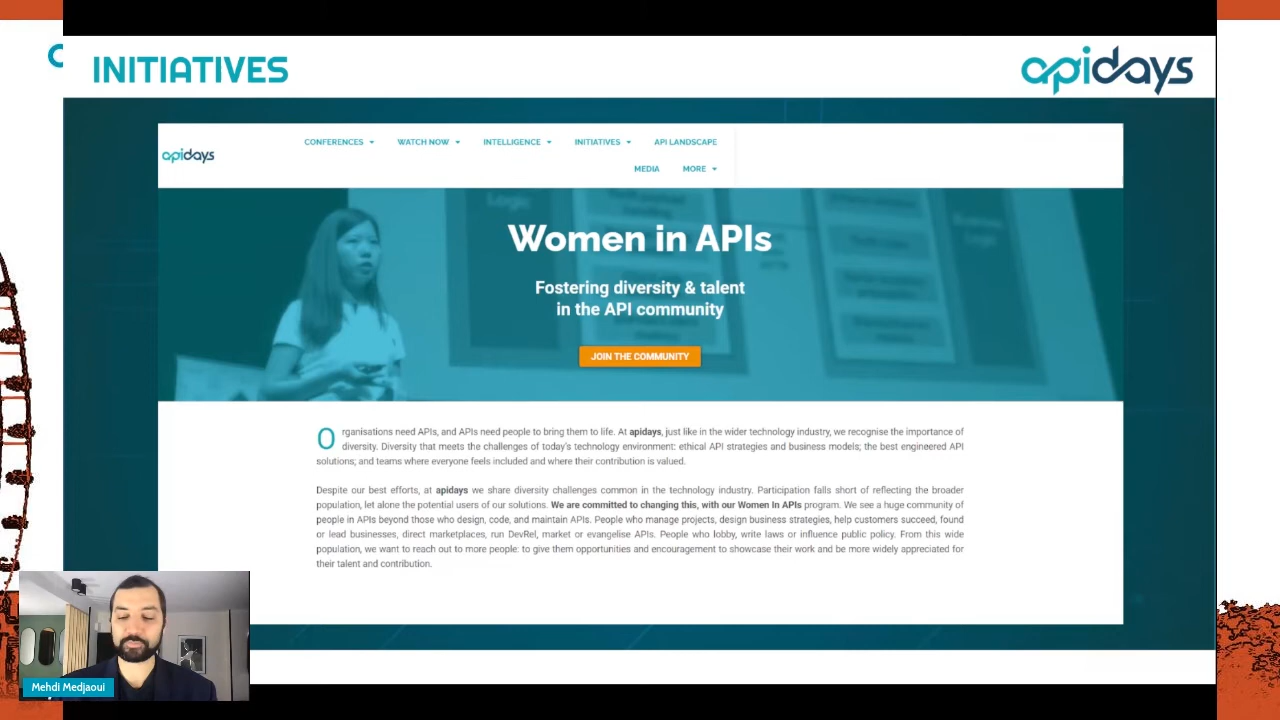 INITIATIVES
apidays
apidays
CONFERENCES
WATCH NOW
INTELLIGENCE
INITIATIVES
API LANDSCAPE
MEDIA
MORE
Logic
Women in APIs
Fostering diversity & talent
in the API community
JOIN THE COMMUNITY
Organisations need APIs, and APIs need people to bring them to life. At apidays, just like in the wider technology industry, we recognise the importance of
diversity. Diversity that meets the challenges of today's technology environment: ethical API strategies and business models; the best engineered API
solutions; and teams where everyone feels included and where their contribution is valued.
Despite our best efforts, at apidays we share diversity challenges common in the technology industry. Participation falls short of reflecting the broader
population, let alone the potential users of our solutions. We are committed to changing this, with our Women In APIs program. We see a huge community of
people in APIs beyond those who design, code, and maintain APIs. People who manage projects, design business strategies, help customers succeed, found
or lead businesses, direct marketplaces, run DevRel, market or evangelise APIs. People who lobby, write laws or influence public policy. From this wide
population, we want to reach out to more people: to give them opportunities and encouragement to showcase their work and be more widely appreciated for
their talent and contribution.
Mehdi Medjaoui